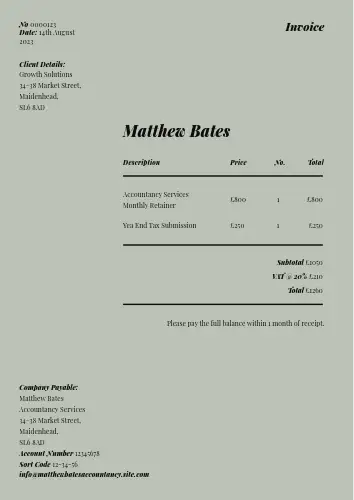 No 0000123
Invoice
Date: 14th August
2023
Client Details:
Growth Solutions
34-38 Market Street,
Maidenhead,
SL6 8AD
Matthew Bates
Description Price No. Total
Accountancy Services
Monthly Retainer £800 1 £800
Yea End Tax Submission £250 1 £250
Subtotal £1050
VAT @ 20% £210
Total £1260
Please pay the full balance within 1 month of receipt.
Company Payable:
Matthew Bates
Accountancy Services
34-38 Market Street,
Maidenhead,
SL6 8AD
Account Number 12345678
Sort Code 12-34-56
info@matthewbatesaccountancy.site.com